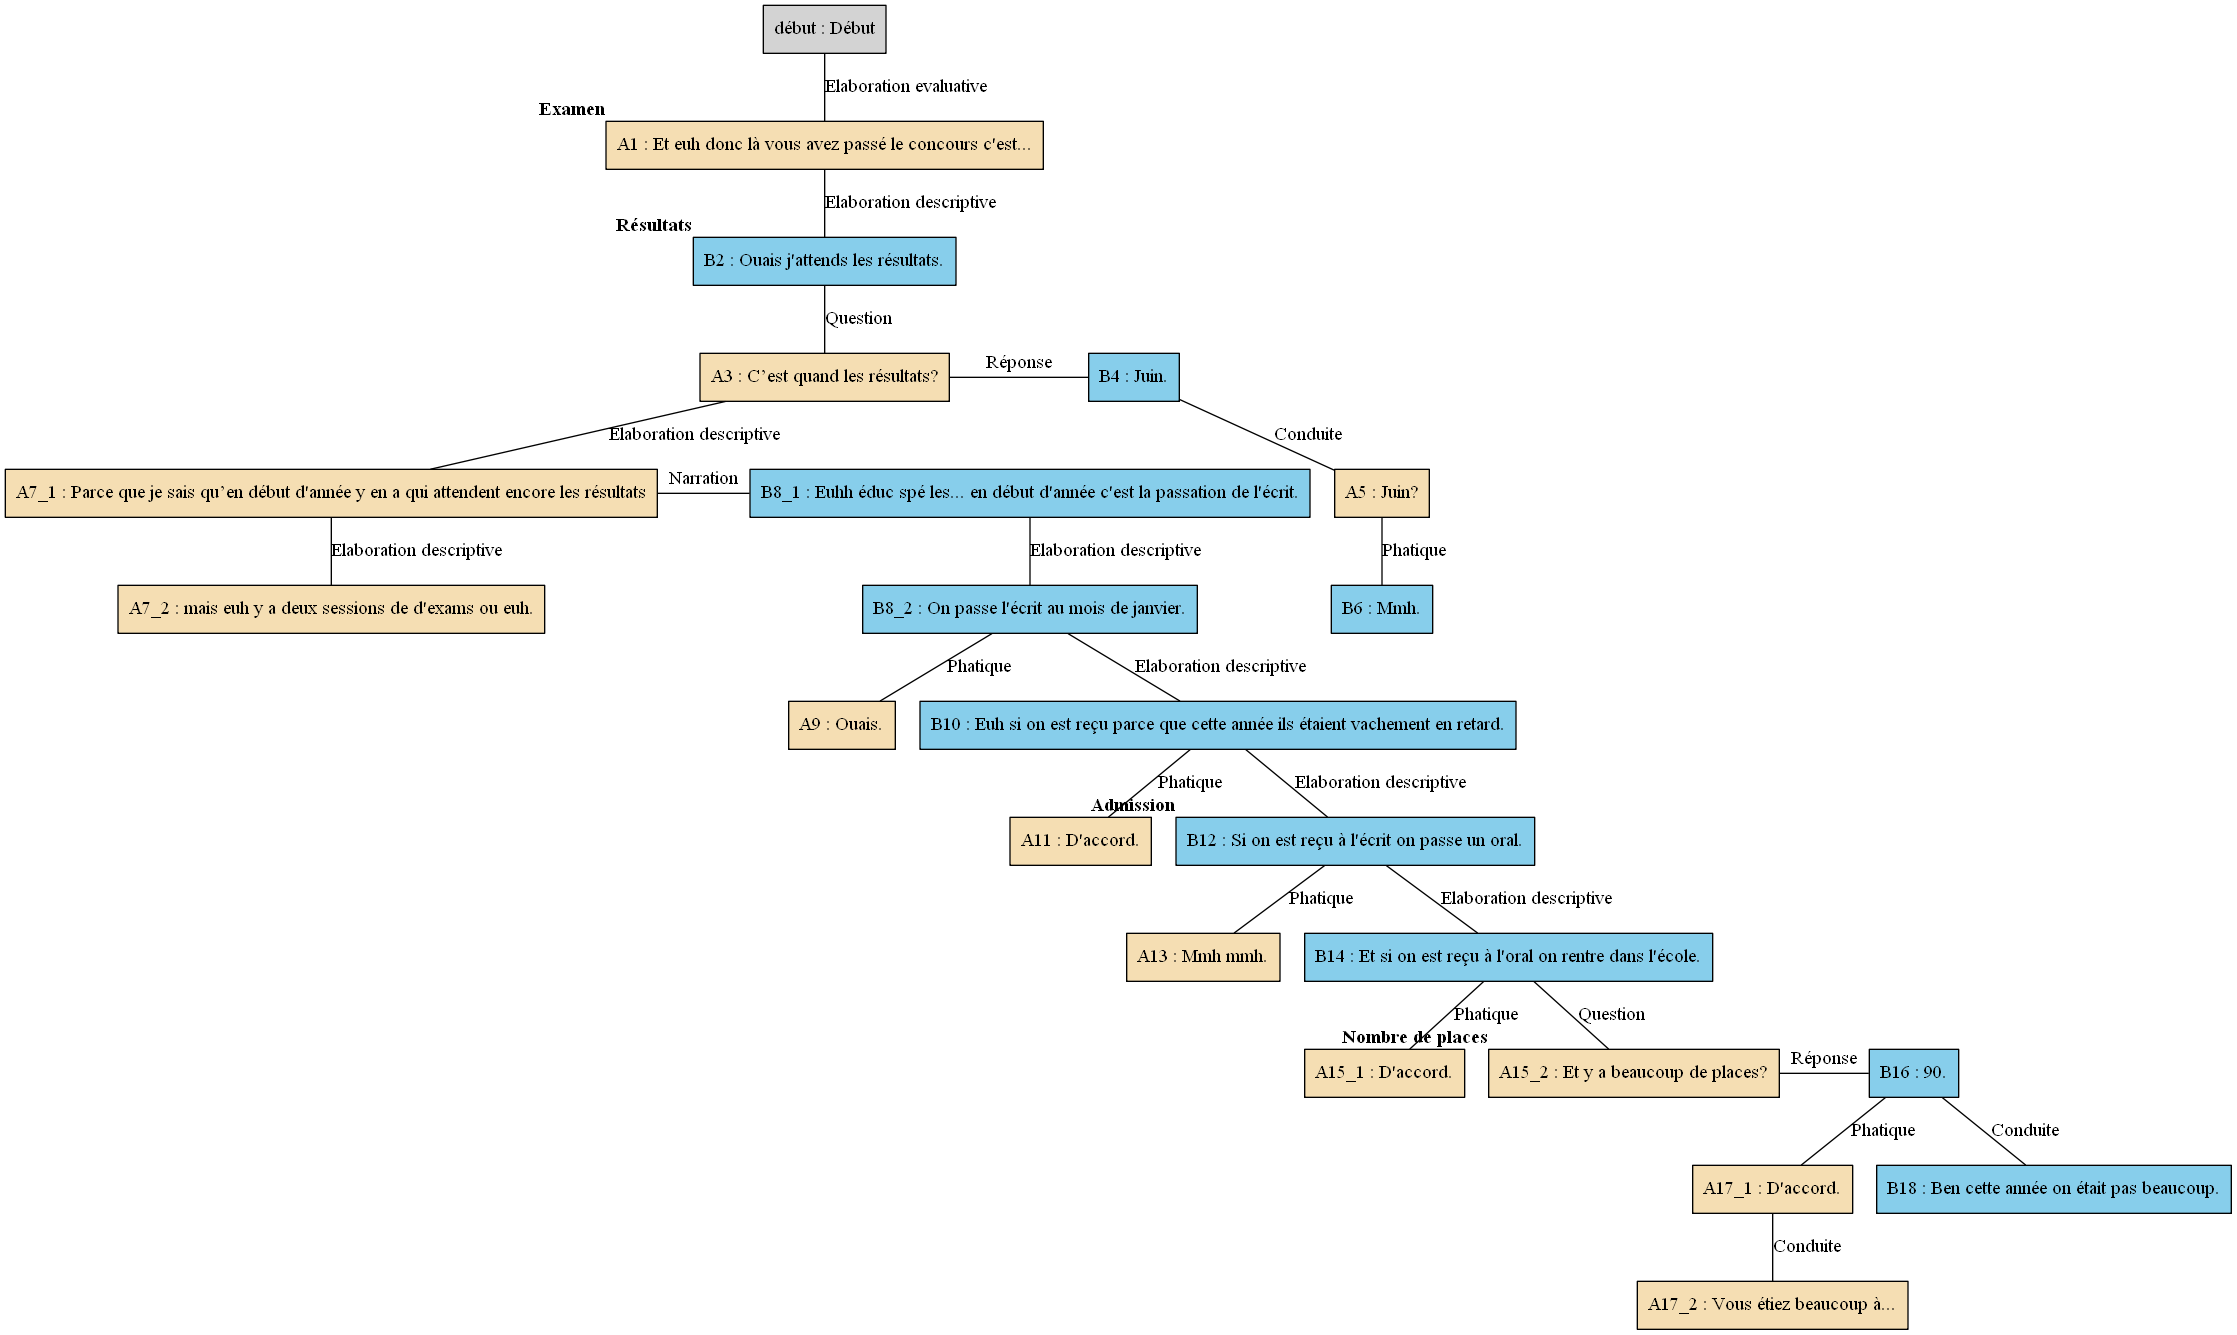 début : Début
Elaboration evaluative
Examen
A1 : Et euh donc là vous avez passé le concours c'est...
Elaboration descriptive
Résultats
B2 : Ouais j'attends les résultats.
Question
A3 : C’est quand les résultats?
Réponse
B4 : Juin.
Elaboration descriptive
Conduite
A7_1 : Parce que je sais qu’en début d'année y en a qui attendent encore les résultats
Narration
B8_1 : Euhh éduc spé les... en début d'année c'est la passation de l'écrit.
A5 : Juin?
Elaboration descriptive
Elaboration descriptive
Phatique
A7_2 : mais euh y a deux sessions de d'exams ou euh.
B8_2 : On passe l'écrit au mois de janvier.
B6 : Mmh.
Phatique
Elaboration descriptive
A9 : Ouais.
B10 : Euh si on est reçu parce que cette année ils étaient vachement en retard.
Phatique
Elaboration descriptive
Admission
A11 : D'accord.
B12 : Si on est reçu à l'écrit on passe un oral.
Phatique
Elaboration descriptive
A13 : Mmh mmh.
B14 : Et si on est reçu à l'oral on rentre dans l'école.
Phatique
Question
Nombre de places
A15_1 : D'accord.
A15_2 : Et y a beaucoup de places?
Réponse
B16 : 90.
Phatique
Conduite
A17_1 : D'accord.
B18 : Ben cette année on était pas beaucoup.
Conduite
A17_2 : Vous étiez beaucoup à...